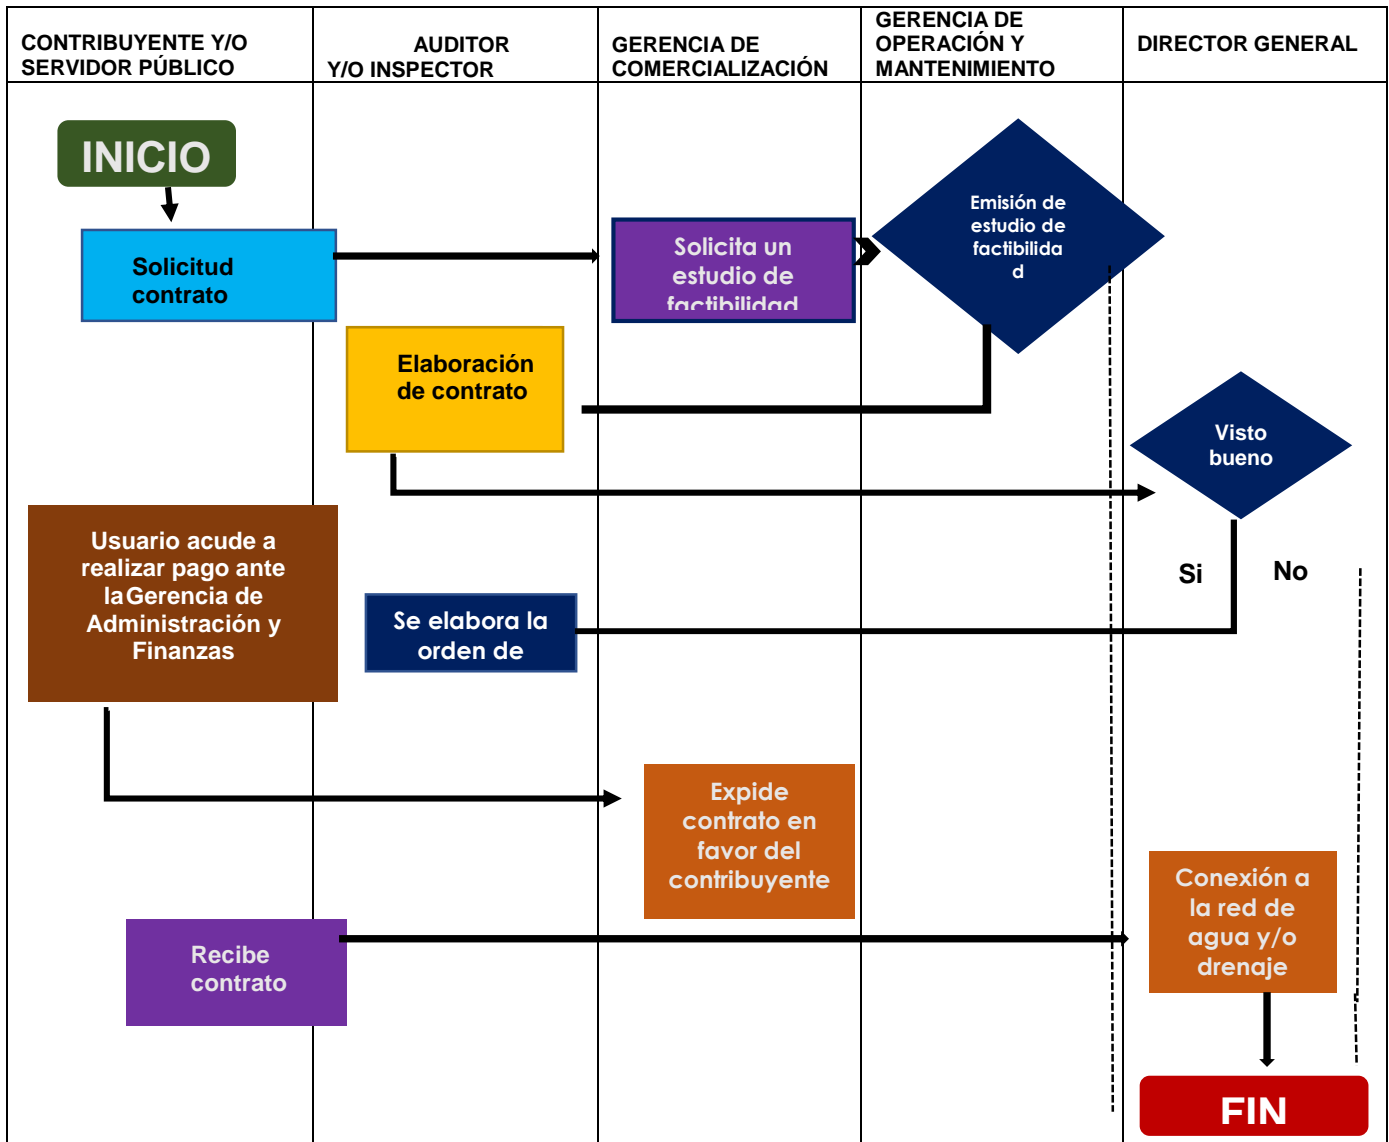 CONTRIBUYENTE Y/O
SERVIDOR PÚBLICO
AUDITOR
Y/O INSPECTOR
GERENCIA DE
COMERCIALIZACIÓN
GERENCIA DE
OPERACIÓN Y
MANTENIMIENTO
DIRECTOR GENERAL
INICIO
Solicitud
contrato
Solicita un
estudio de
factibilidad
Emisión de
estudio de
factibilida
d
Elaboración
de contrato
Visto
bueno
Si
No
Usuario acude a
realizar pago ante
laGerencia de
Administración y
Finanzas
Se elabora la
orden de
Expide
contrato en
favor del
contribuyente
Conexión a
la red de
agua y/o
drenaje
Recibe
contrato
FIN